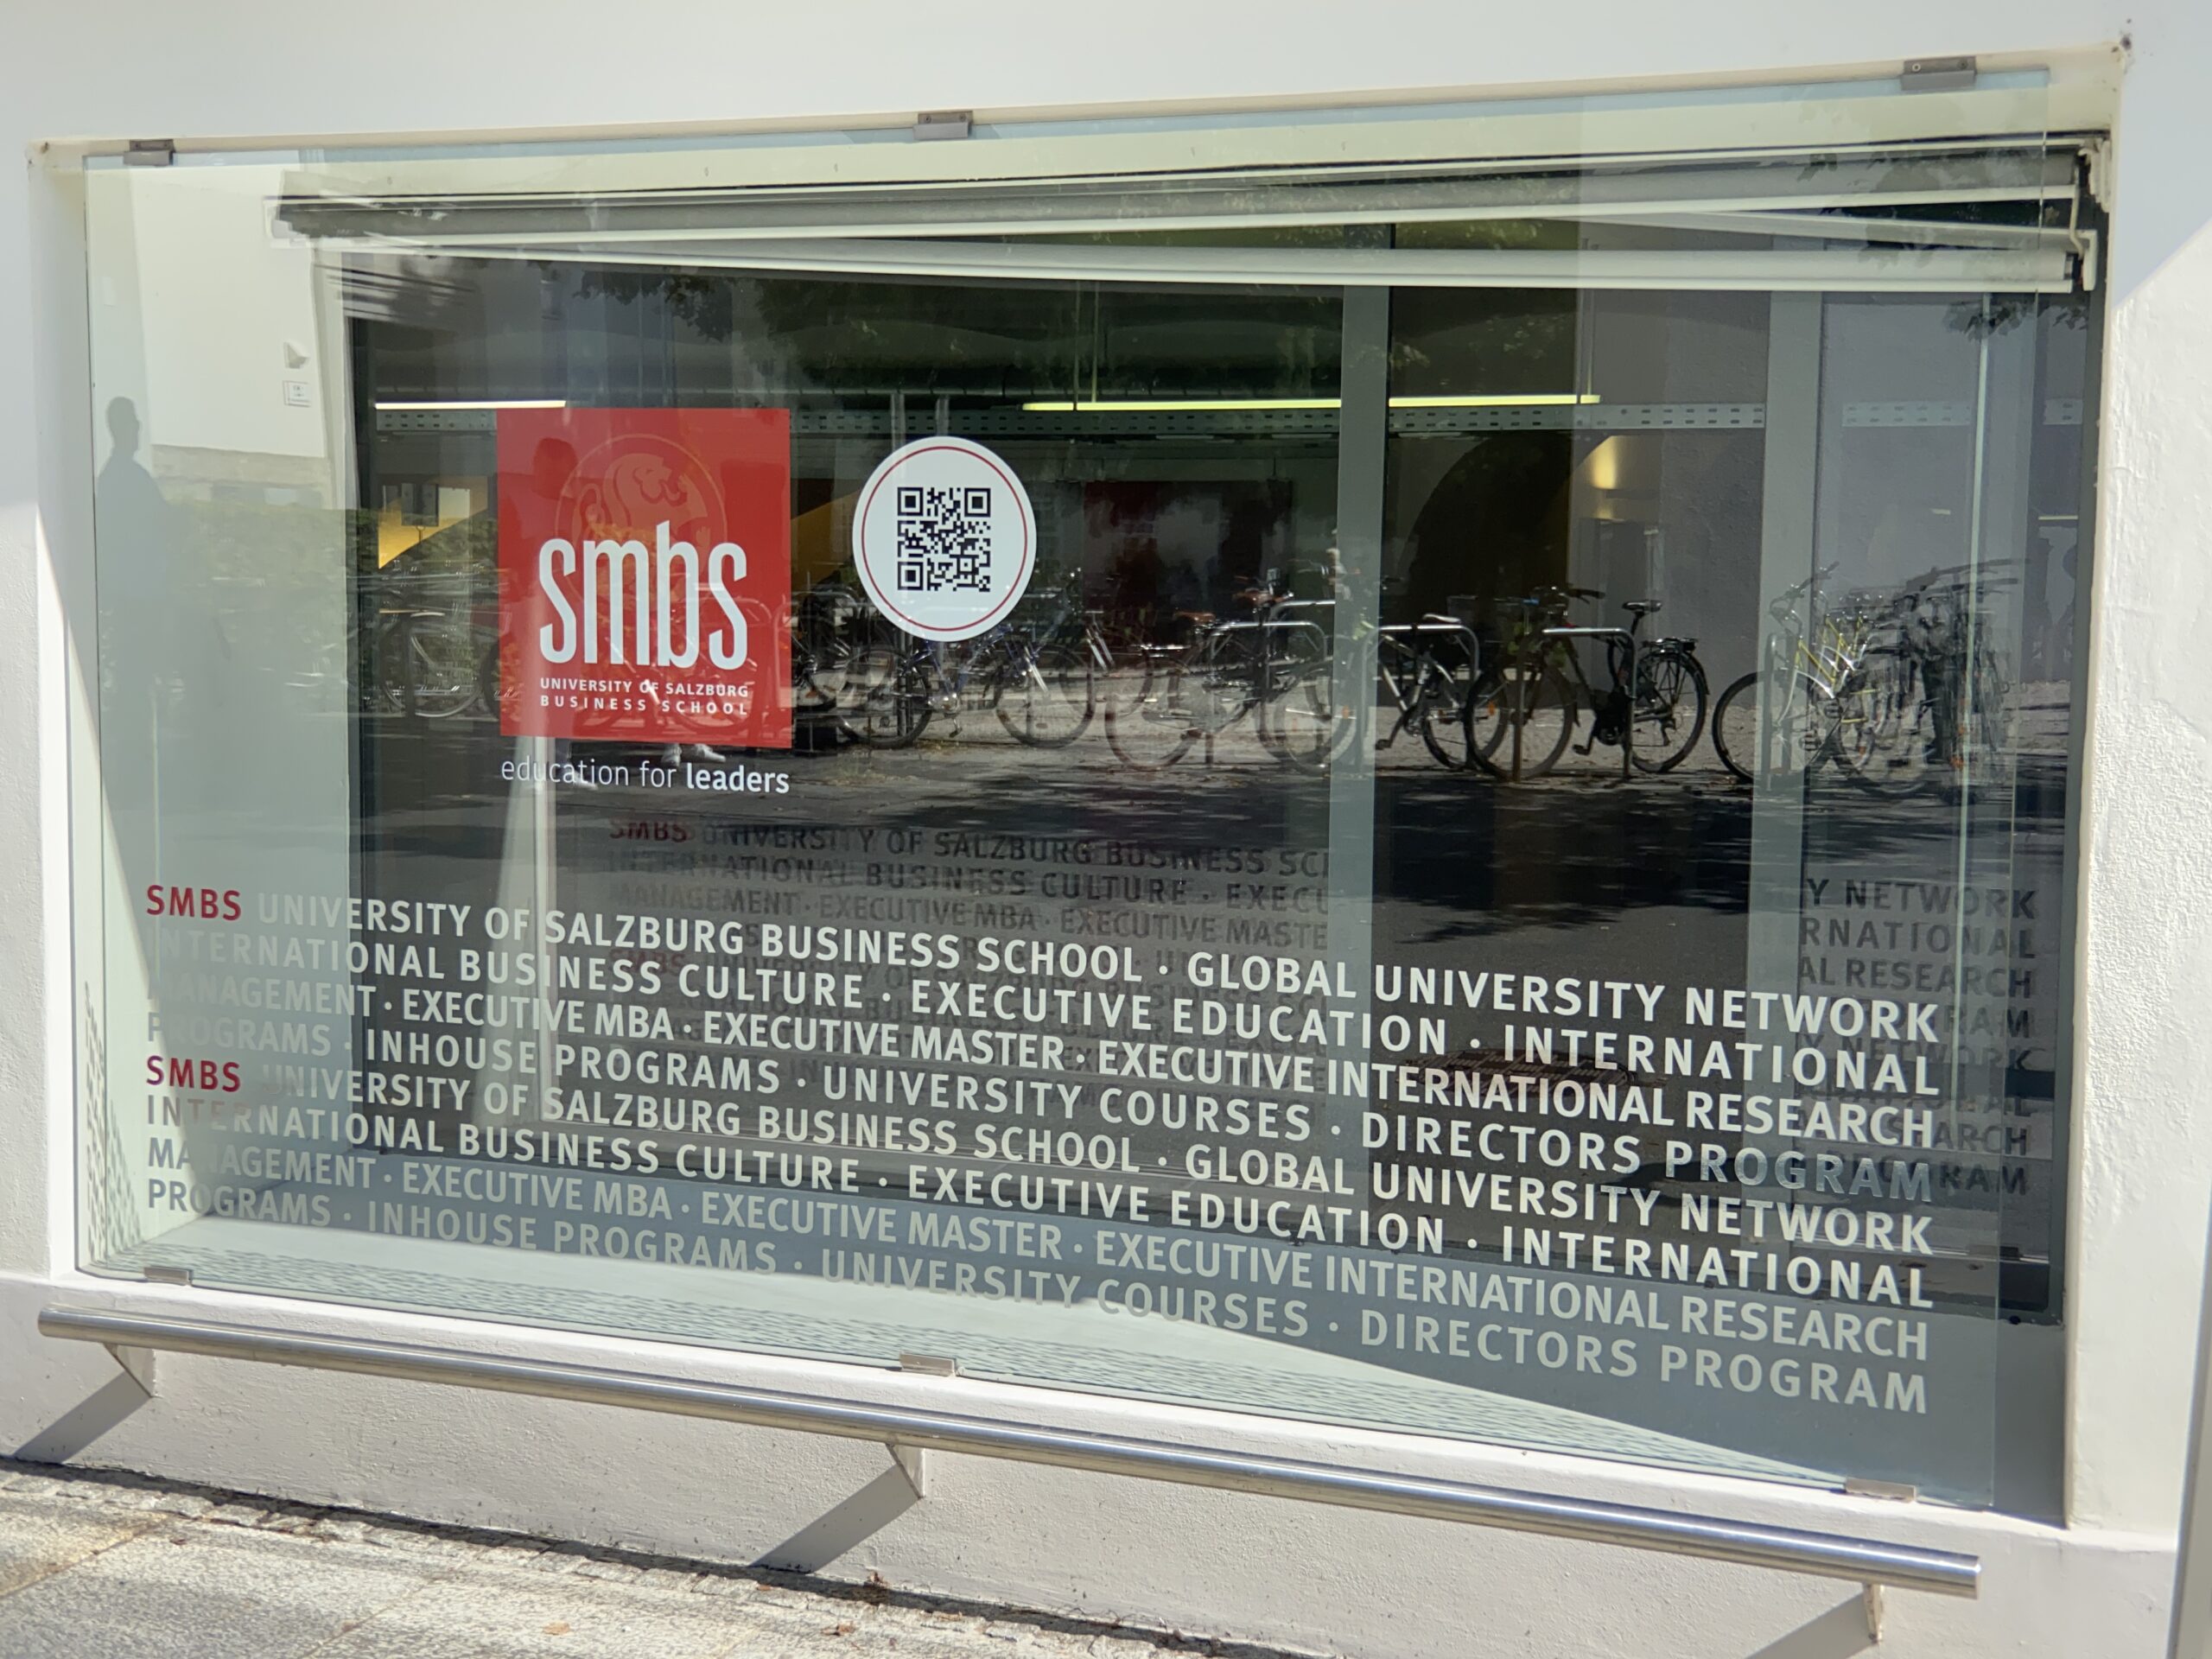 smbs
UNIVERSITY OF SALZBURG
BUSINESS SCHOOL
education for leaders
SMBS UNIVERSITY OF SALZBURG BUSINESS SCHOOL · GLOBAL UNIVERSITY NETWORK
INTERNATIONAL BUSINESS CULTURE · EXECUTIVE EDUCATION · INTERNATIONAL
MANAGEMENT · EXECUTIVE MBA · EXECUTIVE MASTER · EXECUTIVE INTERNATIONAL RESEARCH
PROGRAMS · INHOUSE PROGRAMS · UNIVERSITY COURSES · DIRECTORS PROGRAM
SMBS UNIVERSITY OF SALZBURG BUSINESS SCHOOL · GLOBAL UNIVERSITY NETWORK
INTERNATIONAL BUSINESS CULTURE · EXECUTIVE EDUCATION · INTERNATIONAL
MANAGEMENT · EXECUTIVE MBA · EXECUTIVE MASTER · EXECUTIVE INTERNATIONAL RESEARCH
PROGRAMS · INHOUSE PROGRAMS · UNIVERSITY COURSES · DIRECTORS PROGRAM